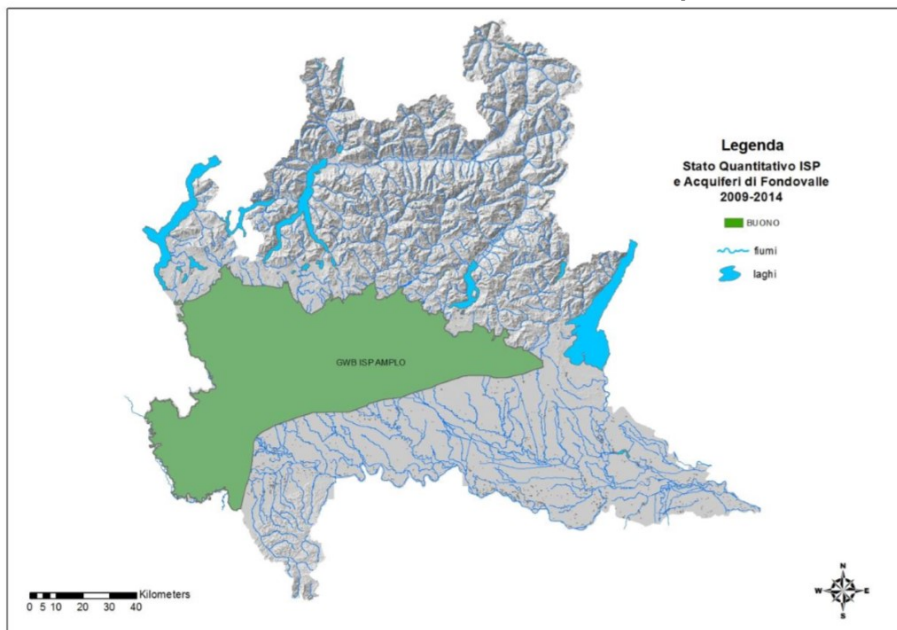 Legenda
Stato Quantitativo ISP
e Acquiferi di Fondovalle
2009-2014
BUONO
fiumi
laghi
GWB ISP AMPLO
Kilometers
0 5 10 20 30 40
N
W E
S